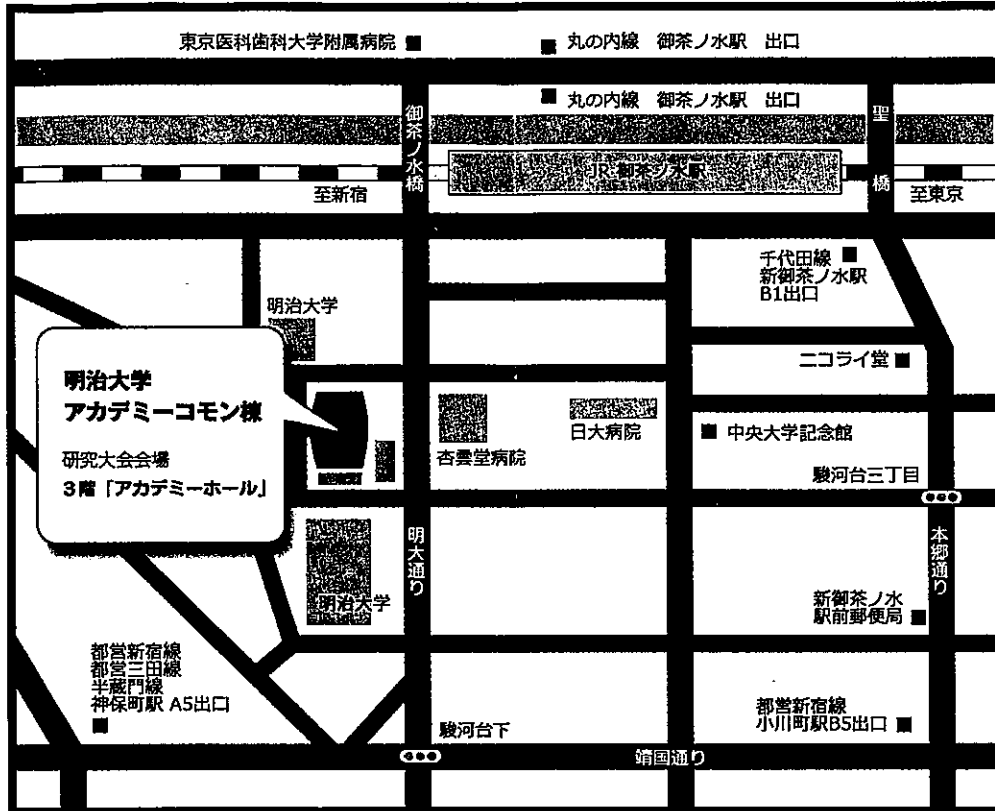 東京医科歯科大学附属病院
丸の内線 御茶ノ水駅 出口
丸の内線 御茶ノ水駅 出口
御茶ノ水橋
聖橋
JR 御茶ノ水駅
至新宿
至東京
千代田線
新御茶ノ水駅
B1出口
明治大学
ニコライ堂
明治大学
アカデミーコモン棟
研究大会会場
3階「アカデミーホール」
杏雲堂病院
日大病院
中央大学記念館
駿河台三丁目
明大通り
本郷通り
明治大学
新御茶ノ水
駅前郵便局
都営新宿線
都営三田線
半蔵門線
神保町駅 A5出口
駿河台下
都営新宿線
小川町駅B5出口
靖国通り